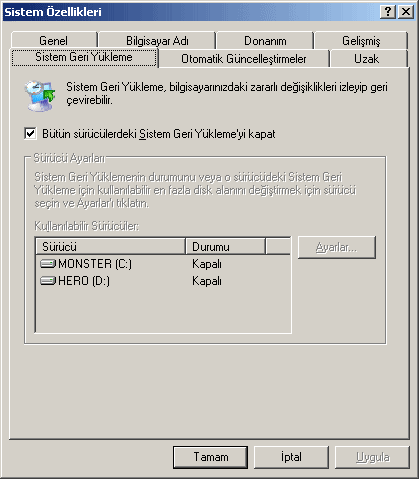 Sistem Özellikleri
Genel
Bilgisayar Adı
Donanım
Gelişmiş
Sistem Geri Yükleme
Otomatik Güncelleştirmeler
Uzak
Sistem Geri Yükleme, bilgisayarınızdaki zararlı değişiklikleri izleyip geri
çevirebilir.
Bütün sürücülerdeki Sistem Geri Yükleme'yi kapat
Sürücü Ayarları
Sistem Geri Yüklemenin durumunu veya o sürücüdeki Sistem Geri
Yükleme için kullanılabilir en fazla disk alanını değiştirmek için sürücü
seçin ve Ayarlar'ı tıklatın.
Kullanılabilir Sürücüler:
Sürücü Durumu
MONSTER (C:) Kapalı
HERO (D:) Kapalı
Ayarlar...
Tamam
İptal
Uygula